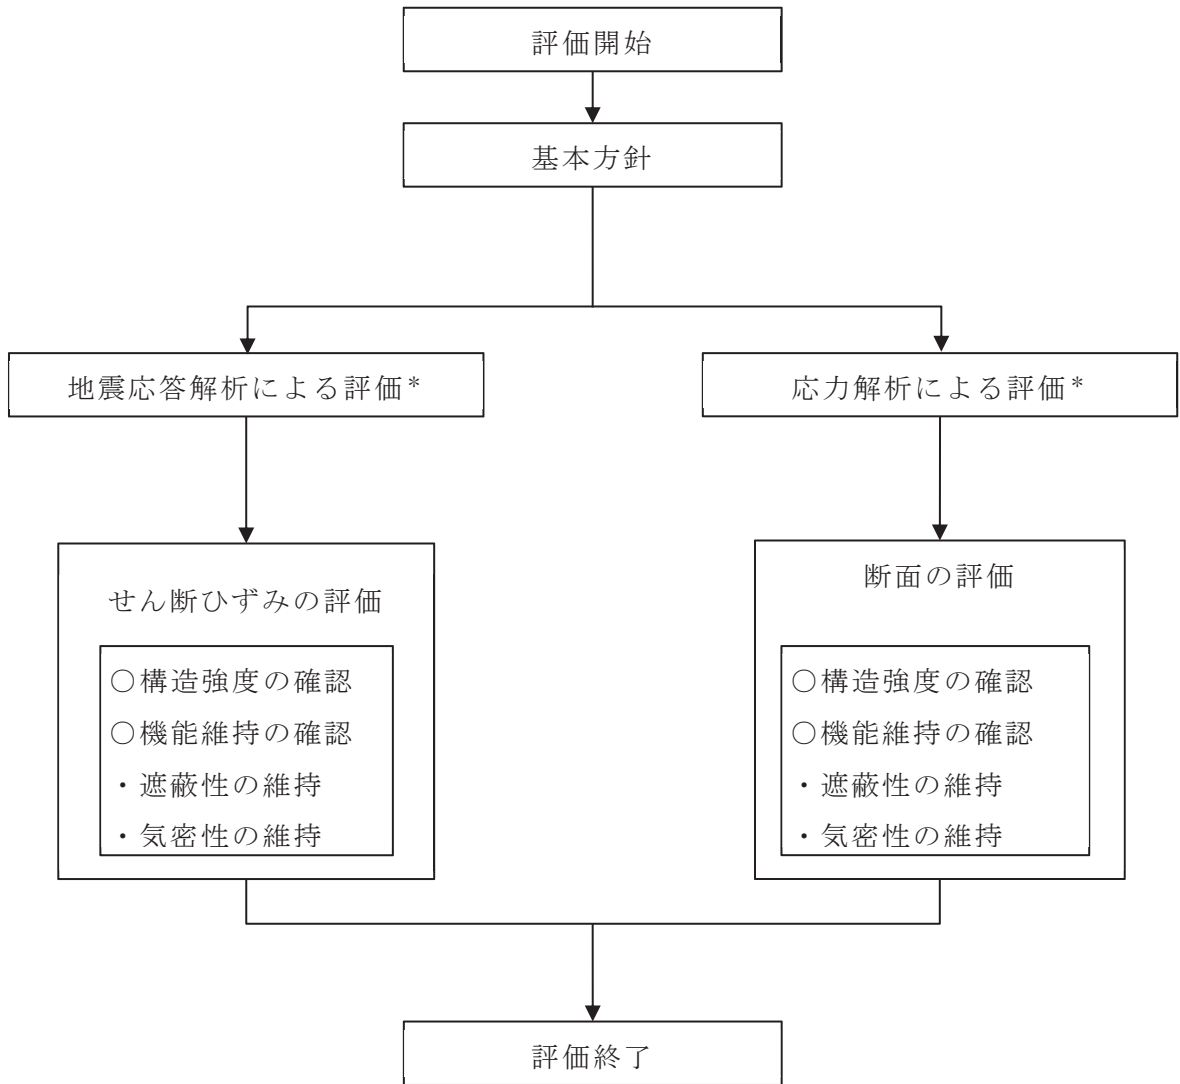 評価開始
基本方針
地震応答解析による評価*
応力解析による評価*
せん断ひずみの評価
○構造強度の確認
○機能維持の確認
・遮蔽性の維持
・気密性の維持
断面の評価
○構造強度の確認
○機能維持の確認
・遮蔽性の維持
・気密性の維持
評価終了